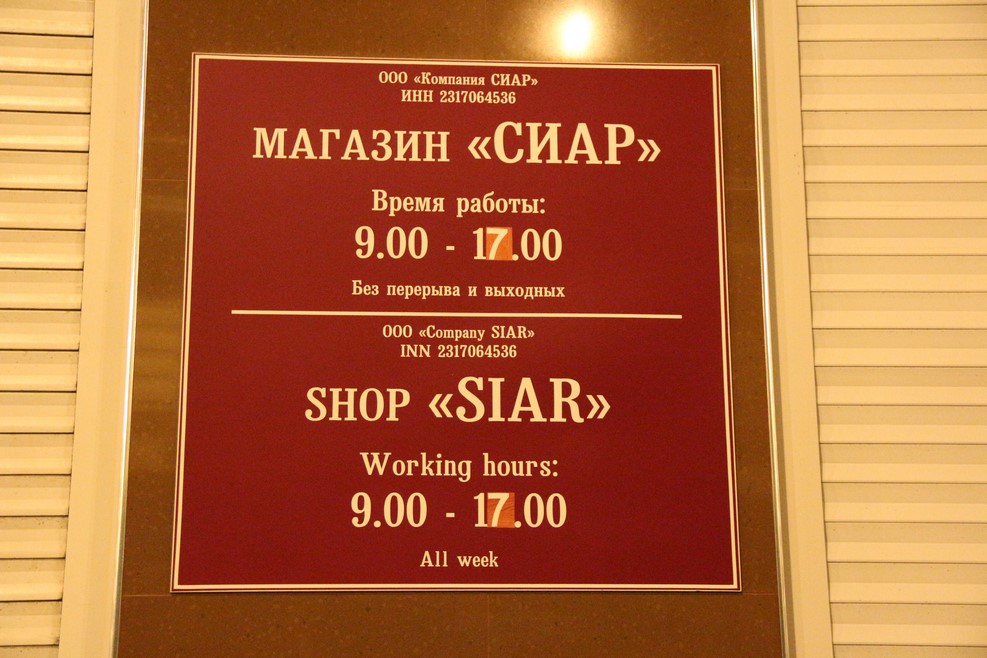 ООО «Компания СИАР»
ИНН 2317064536
МАГАЗИН «СИАР»
Время работы:
9.00 - 17.00
Без перерыва и выходных
ООО «Company SIAR»
INN 2317064536
SHOP «SIAR»
Working hours:
9.00 - 17.00
All week